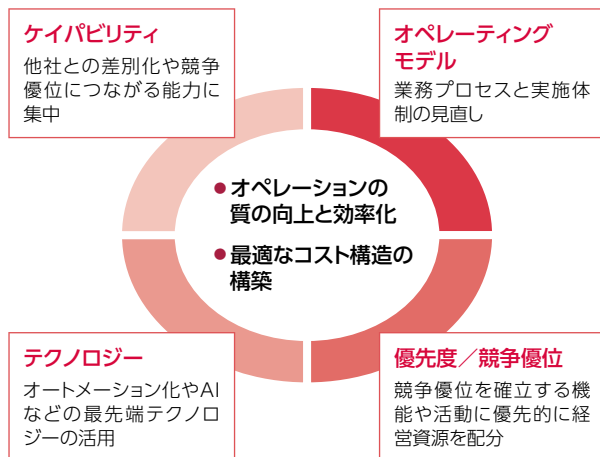 ケイパビリティ
他社との差別化や競争
優位につながる能力に
集中
オペレーティング
モデル
業務プロセスと実施体
制の見直し
●オペレーションの
質の向上と効率化
●最適なコスト構造の
構築
テクノロジー
オートメーション化やAI
などの最先端テクノロ
ジーの活用
優先度／競争優位
競争優位を確立する機
能や活動に優先的に経
営資源を配分